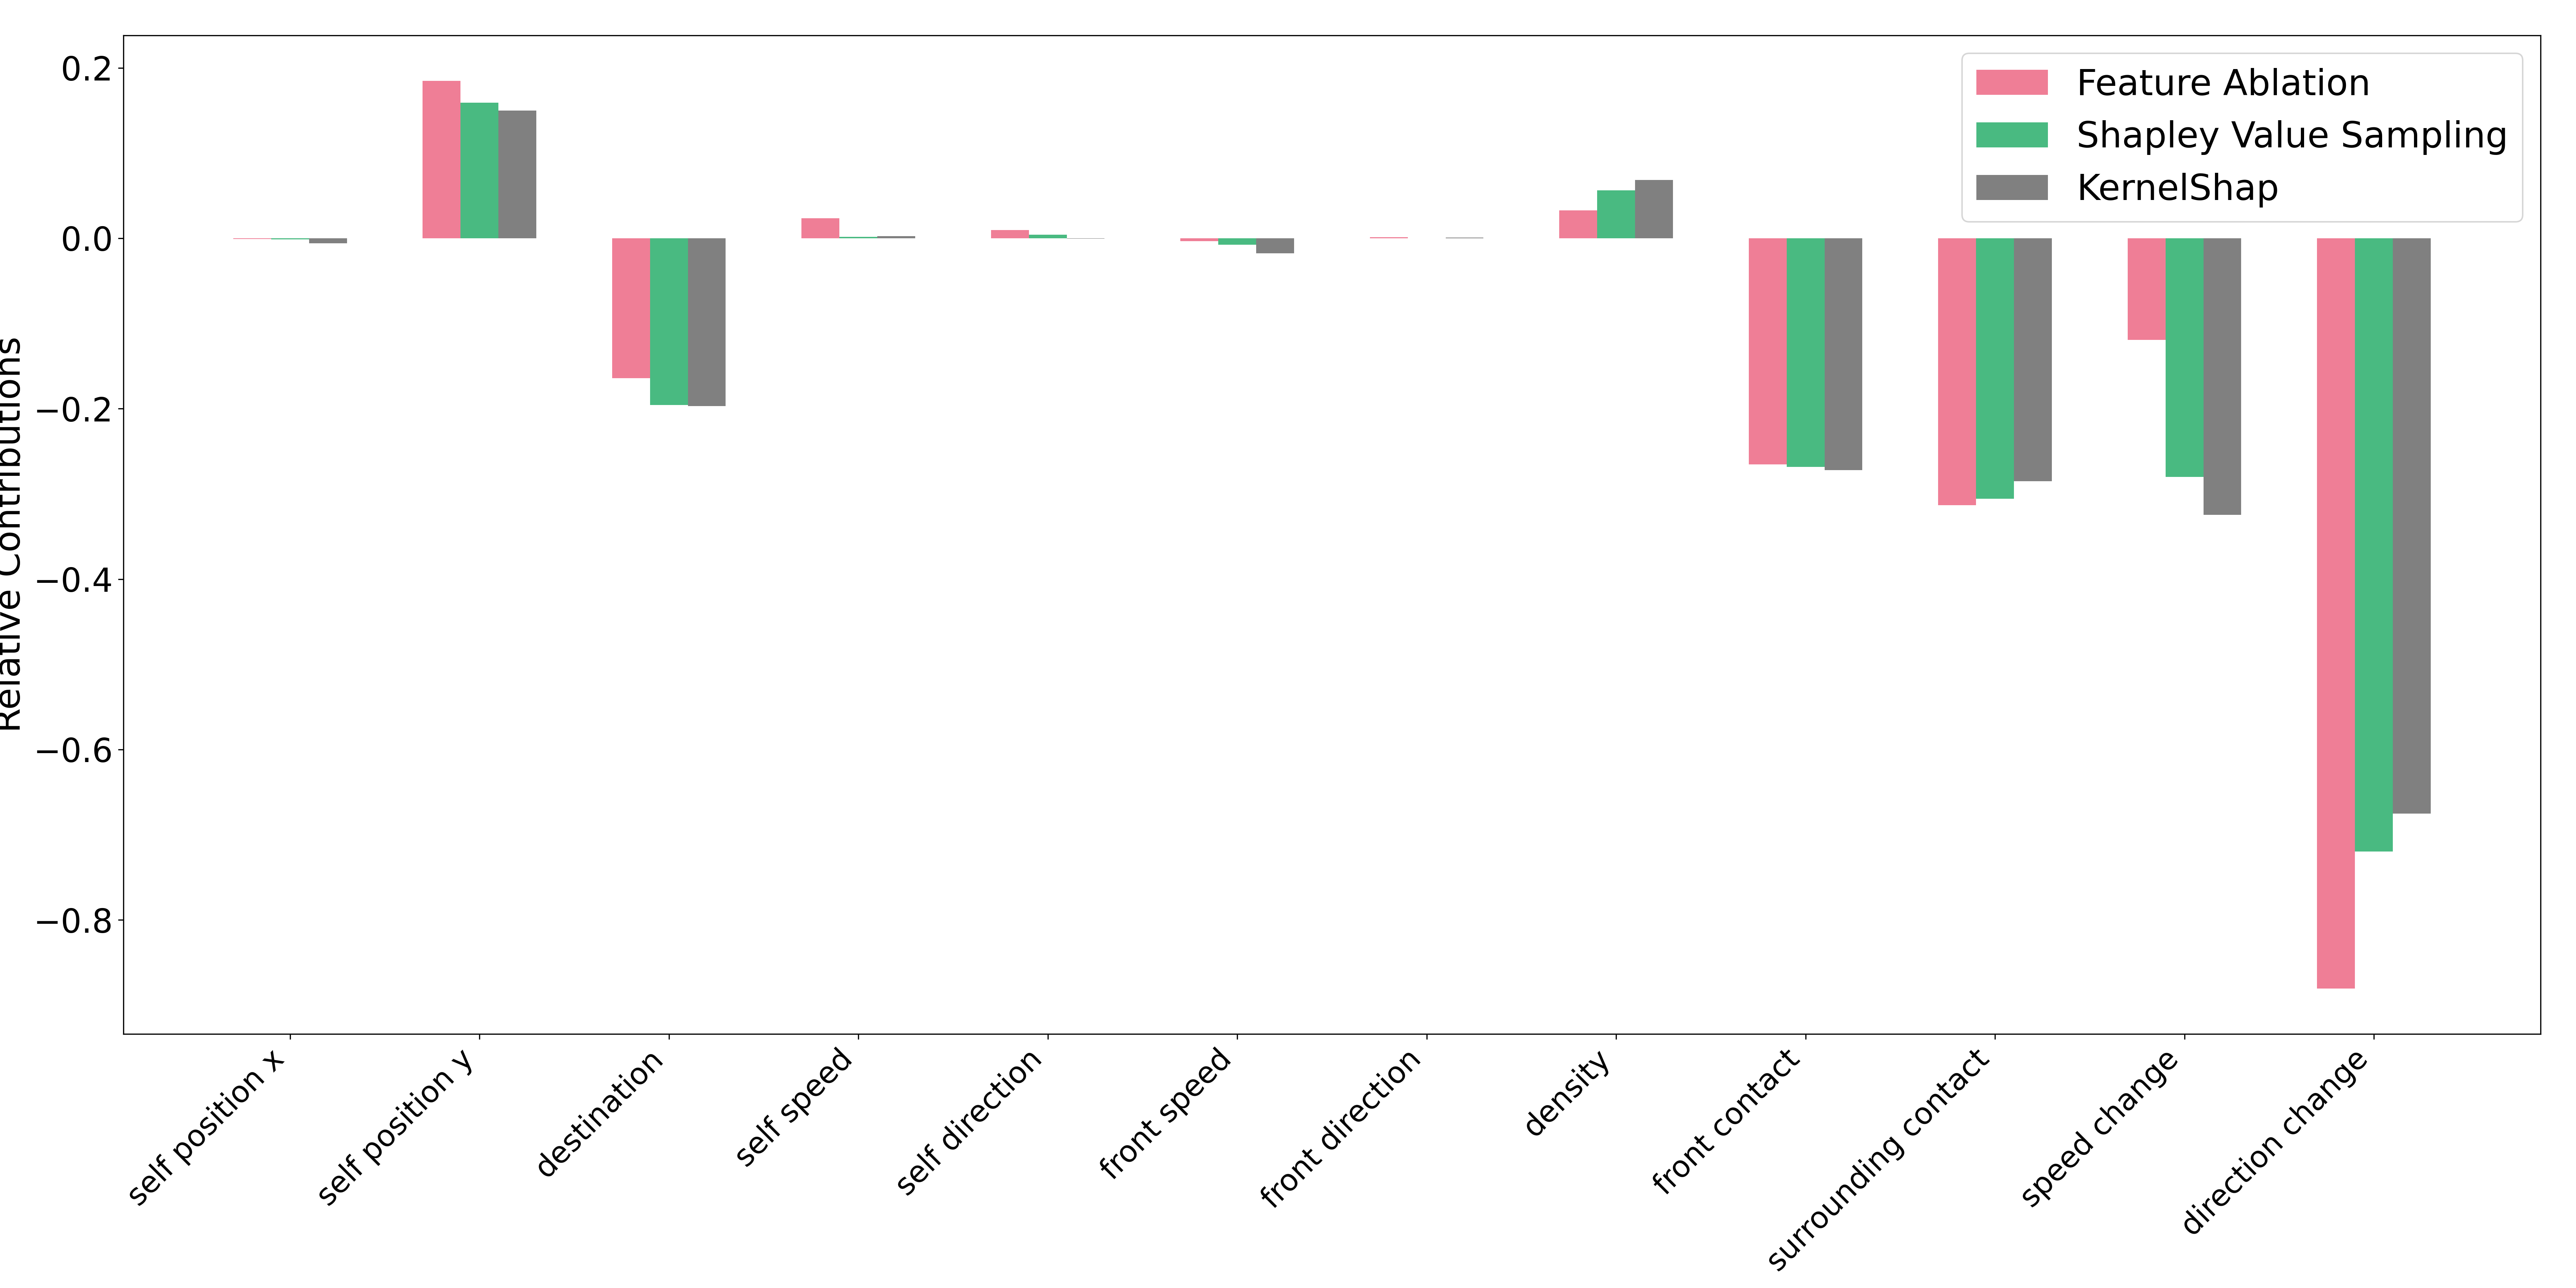 Relative Contributions
0.2
0.0
−0.2
−0.4
−0.6
−0.8
Feature Ablation
Shapley Value Sampling
KernelShap
self position x
self position y
destination
self speed
self direction
front speed
front direction
density
front contact
surrounding contact
speed change
direction change